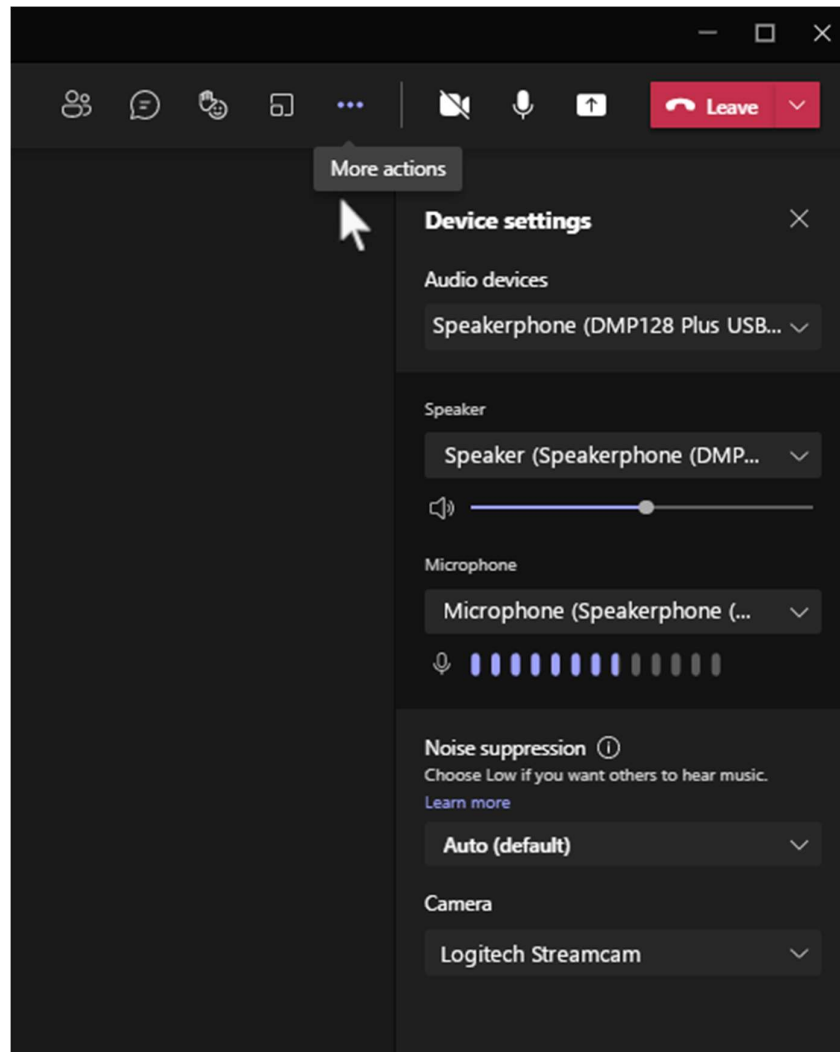 Leave
More actions
Device settings
Audio devices
Speakerphone (DMP128 Plus USB...
Speaker
Speaker (Speakerphone (DMP...
Microphone
Microphone (Speakerphone (...
Noise suppression
Choose Low if you want others to hear music.
Learn more
Auto (default)
Camera
Logitech Streamcam